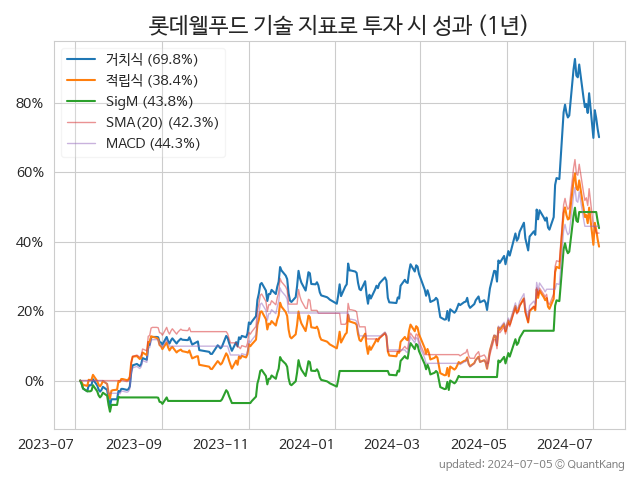 롯데웰푸드 기술 지표로 투자 시 성과 (1년)
거치식 (69.8%)
적립식 (38.4%)
SigM (43.8%)
SMA(20) (42.3%)
MACD (44.3%)
80%
60%
40%
20%
0%
2023-07 2023-09 2023-11 2024-01 2024-03 2024-05 2024-07
updated: 2024-07-05 © QuantKang